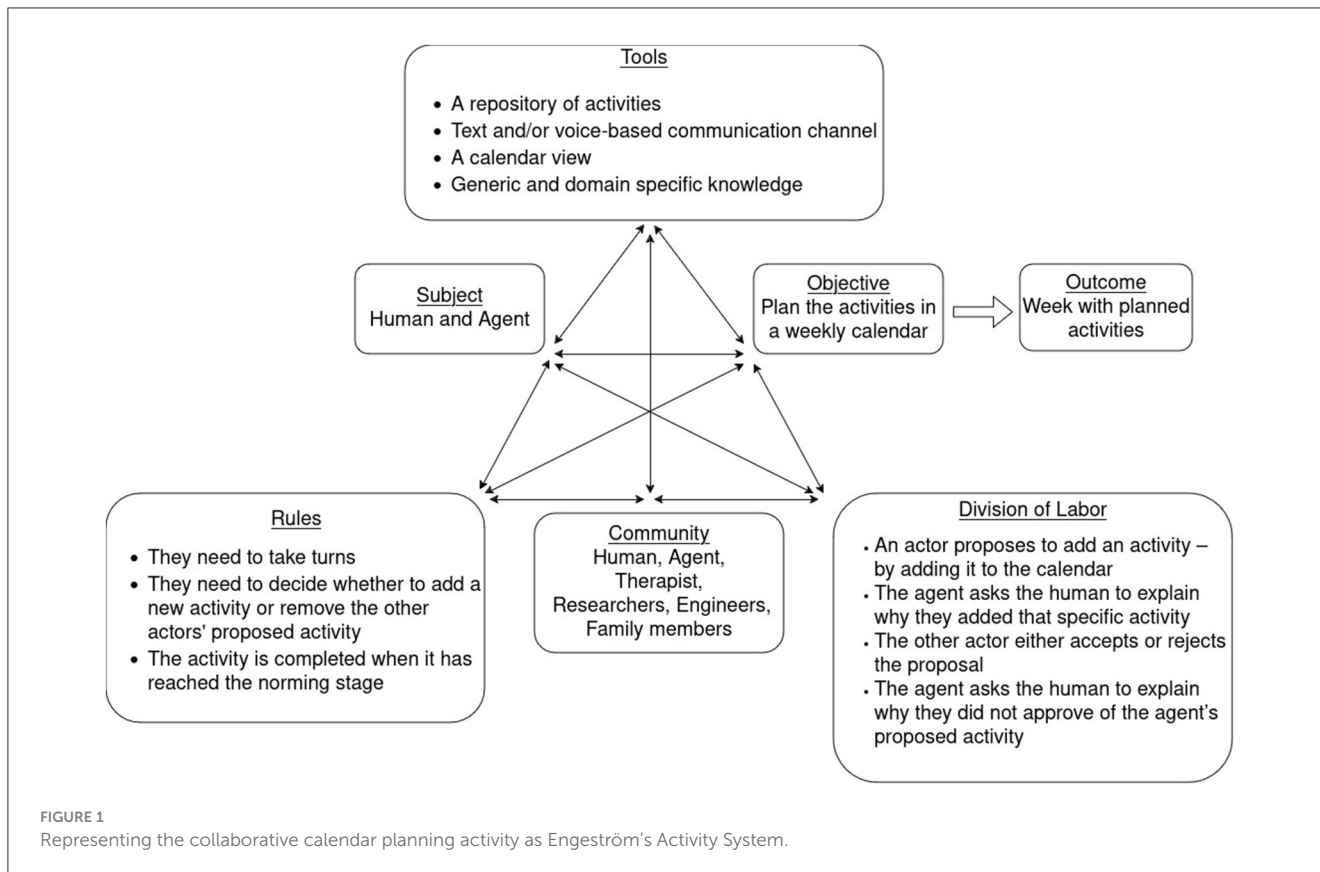 Tools
• A repository of activities
• Text and/or voice-based communication channel
• A calendar view
• Generic and domain specific knowledge
Subject
Human and Agent
Objective
Plan the activities in
a weekly calendar
Outcome
Week with planned
activities
Rules
• They need to take turns
• They need to decide whether to add a
new activity or remove the other
actors' proposed activity
• The activity is completed when it has
reached the norming stage
Community
Human, Agent,
Therapist,
Researchers, Engineers,
Family members
Division of Labor
• An actor proposes to add an activity –
by adding it to the calendar
• The agent asks the human to explain
why they added that specific activity
• The other actor either accepts or rejects
the proposal
• The agent asks the human to explain
why they did not approve of the agent's
proposed activity
FIGURE 1
Representing the collaborative calendar planning activity as Engeström's Activity System.